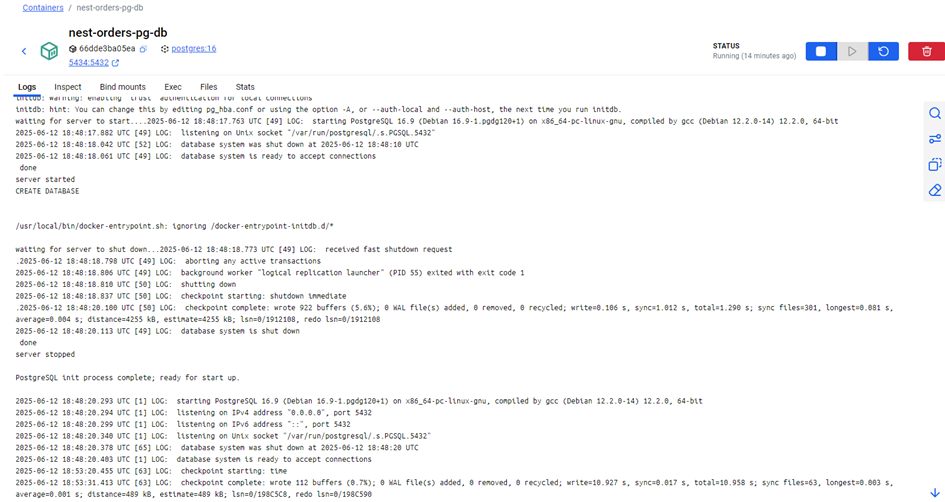 Containers / nest-orders-pg-db
nest-orders-pg-db
66dde3ba05ea postgres:16
5434:5432
STATUS
Running (14 minutes ago)
Logs Inspect Bind mounts Exec Files Stats
initdb: warning: enabling "trust" authentication for local connections
initdb: hint: You can change this by editing pg_hba.conf or using the option -A, or --auth-local and --auth-host, the next time you run initdb.
waiting for server to start....2025-06-12 18:48:17.763 UTC [49] LOG:  starting PostgreSQL 16.9 (Debian 16.9-1.pgdg120+1) on x86_64-pc-linux-gnu, compiled by gcc (Debian 12.2.0-14) 12.2.0, 64-bit
2025-06-12 18:48:17.882 UTC [49] LOG:  listening on Unix socket "/var/run/postgresql/.s.PGSQL.5432"
2025-06-12 18:48:18.042 UTC [52] LOG:  database system was shut down at 2025-06-12 18:48:10 UTC
2025-06-12 18:48:18.061 UTC [49] LOG:  database system is ready to accept connections
done
server started
CREATE DATABASE
/usr/local/bin/docker-entrypoint.sh: ignoring /docker-entrypoint-initdb.d/*
waiting for server to shut down...2025-06-12 18:48:18.773 UTC [49] LOG:  received fast shutdown request
.2025-06-12 18:48:18.798 UTC [49] LOG:  aborting any active transactions
2025-06-12 18:48:18.806 UTC [49] LOG:  background worker "logical replication launcher" (PID 55) exited with exit code 1
2025-06-12 18:48:18.810 UTC [50] LOG:  shutting down
2025-06-12 18:48:18.837 UTC [50] LOG:  checkpoint starting: shutdown immediate
.2025-06-12 18:48:20.100 UTC [50] LOG:  checkpoint complete: wrote 922 buffers (5.6%); 0 WAL file(s) added, 0 removed, 0 recycled; write=0.106 s, sync=1.012 s, total=1.290 s; sync files=301, longest=0.081 s,
average=0.004 s; distance=4255 kB, estimate=4255 kB; lsn=0/1912108, redo lsn=0/1912108
2025-06-12 18:48:20.113 UTC [49] LOG:  database system is shut down
done
server stopped
PostgreSQL init process complete; ready for start up.
2025-06-12 18:48:20.293 UTC [1] LOG:  starting PostgreSQL 16.9 (Debian 16.9-1.pgdg120+1) on x86_64-pc-linux-gnu, compiled by gcc (Debian 12.2.0-14) 12.2.0, 64-bit
2025-06-12 18:48:20.294 UTC [1] LOG:  listening on IPv4 address "0.0.0.0", port 5432
2025-06-12 18:48:20.299 UTC [1] LOG:  listening on IPv6 address "::", port 5432
2025-06-12 18:48:20.340 UTC [1] LOG:  listening on Unix socket "/var/run/postgresql/.s.PGSQL.5432"
2025-06-12 18:48:20.378 UTC [65] LOG:  database system was shut down at 2025-06-12 18:48:20 UTC
2025-06-12 18:48:20.403 UTC [1] LOG:  database system is ready to accept connections
2025-06-12 18:53:20.455 UTC [63] LOG:  checkpoint starting: time
2025-06-12 18:53:31.413 UTC [63] LOG:  checkpoint complete: wrote 112 buffers (0.7%); 0 WAL file(s) added, 0 removed, 0 recycled; write=10.927 s, sync=0.017 s, total=10.958 s; sync files=63, longest=0.003 s,
average=0.001 s; distance=489 kB, estimate=489 kB; lsn=0/198C5C8, redo lsn=0/198C590